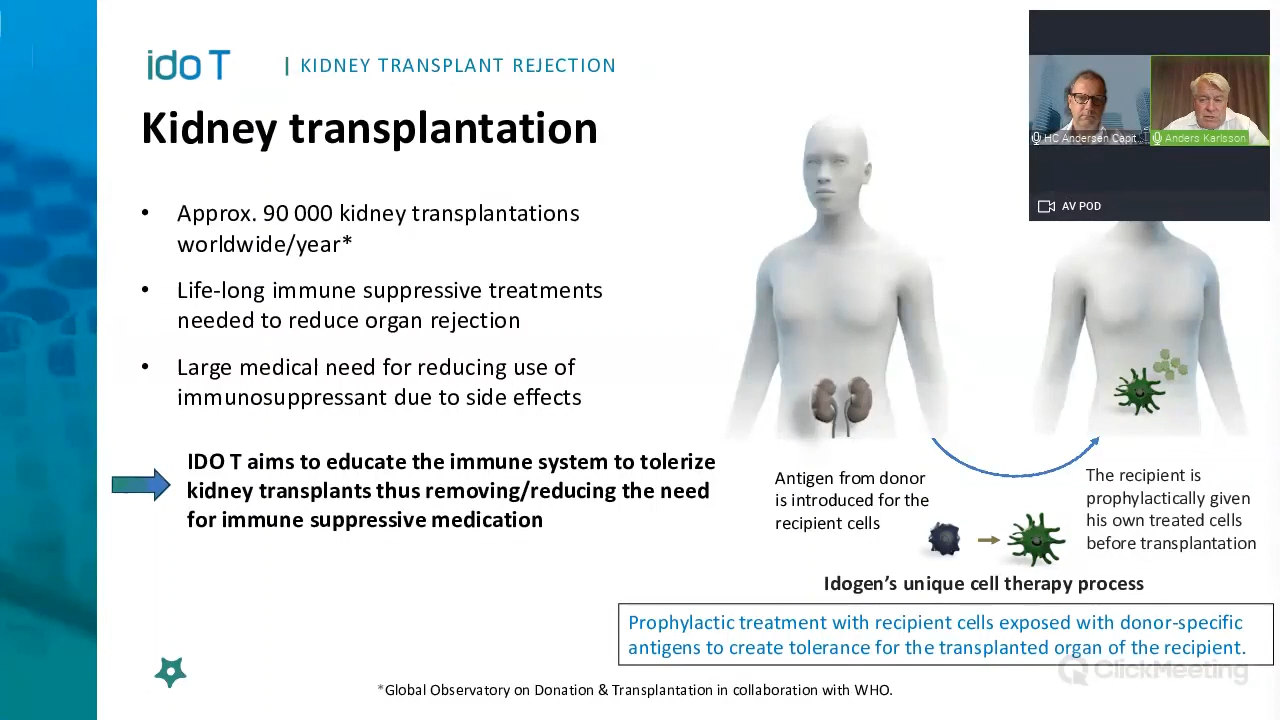 ido T
| KIDNEY TRANSPLANT REJECTION
Kidney transplantation
• Approx. 90 000 kidney transplantations
worldwide/year*
• Life-long immune suppressive treatments
needed to reduce organ rejection
• Large medical need for reducing use of
immunosuppressant due to side effects
IDO T aims to educate the immune system to tolerize
kidney transplants thus removing/reducing the need
for immune suppressive medication
HC Andersen Capit...
Anders Karlsson
AV POD
Antigen from donor
is introduced for the
recipient cells
The recipient is
prophylactically given
his own treated cells
before transplantation
Idogen’s unique cell therapy process
Prophylactic treatment with recipient cells exposed with donor-specific
antigens to create tolerance for the transplanted organ of the recipient.
ClickMeeting
*Global Observatory on Donation & Transplantation in collaboration with WHO.